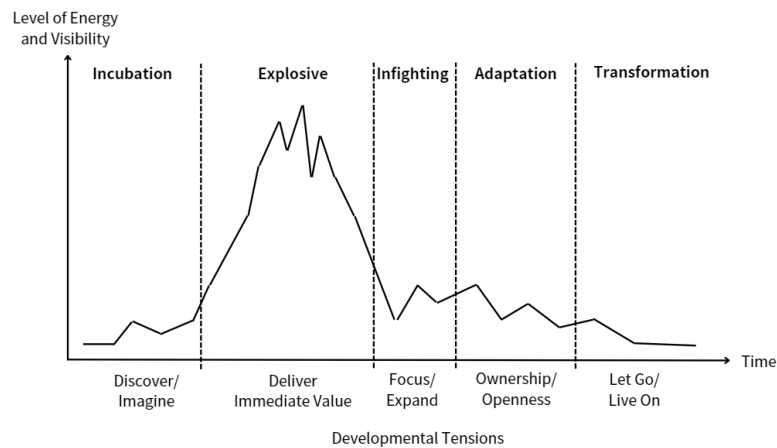 Level of Energy
and Visibility
Incubation
Explosive
Infighting
Adaptation
Transformation
Time
Discover/
Imagine
Deliver
Immediate Value
Focus/
Expand
Ownership/
Openness
Let Go/
Live On
Developmental Tensions